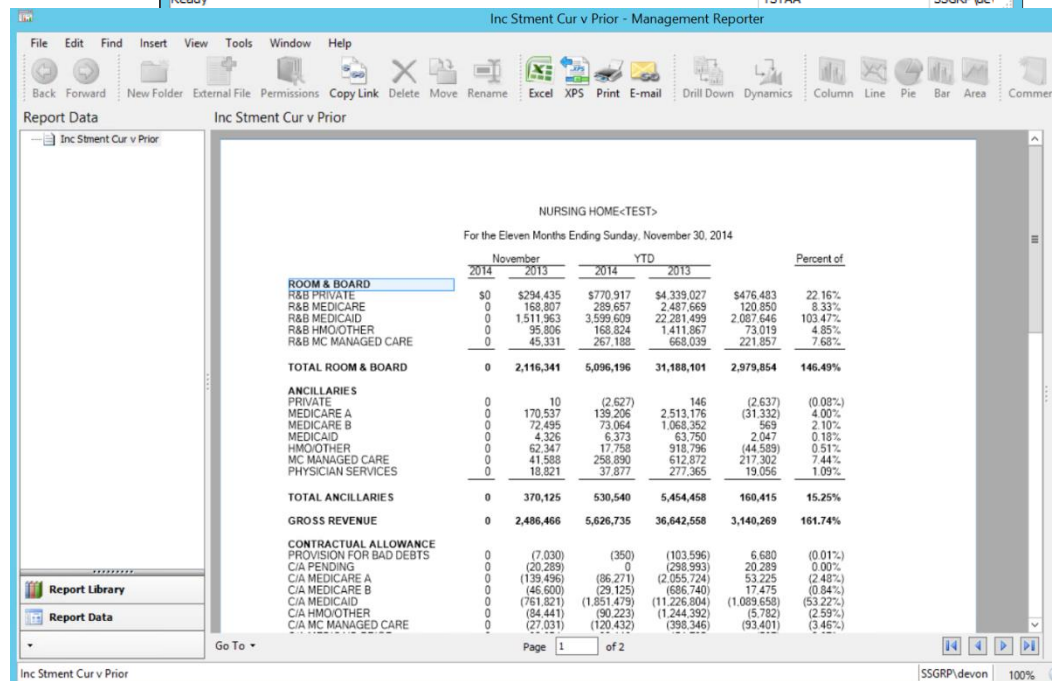 Ready TSTAA SSGRP\dev
Inc Stment Cur v Prior - Management Reporter
File Edit Find Insert View Tools Window Help
Back Forward New Folder External File Permissions Copy Link Delete Move Rename Excel XPS Print E-mail Drill Down Dynamics Column Line Pie Bar Area Commen
Report Data Inc Stment Cur v Prior
Inc Stment Cur v Prior
NURSING HOME<TEST>
For the Eleven Months Ending Sunday, November 30, 2014
November YTD Percent of
2014 2013 2014 2013
ROOM & BOARD
R&B PRIVATE $0 $294,435 $770,917 $4,339,027 $476,483 22.16%
R&B MEDICARE 0 168,807 289,657 2,487,669 120,850 8.33%
R&B MEDICAID 0 1,511,963 3,599,609 22,281,499 2,087,646 103.47%
R&B HMO/OTHER 0 95,806 168,824 1,411,867 73,019 4.85%
R&B MC MANAGED CARE 0 45,331 267,188 668,039 221,857 7.68%
TOTAL ROOM & BOARD 0 2,116,341 5,096,196 31,188,101 2,979,854 146.49%
ANCILLARIES
PRIVATE 0 10 (2,627) 146 (2,637) (0.08%)
MEDICARE A 0 170,537 139,206 2,513,176 (31,332) 4.00%
MEDICARE B 0 72,495 73,064 1,068,352 569 2.10%
MEDICAID 0 4,326 6,373 63,750 2,047 0.18%
HMO/OTHER 0 62,347 17,758 918,796 (44,589) 0.51%
MC MANAGED CARE 0 41,588 258,890 612,872 217,302 7.44%
PHYSICIAN SERVICES 0 18,821 37,877 277,365 19,056 1.09%
TOTAL ANCILLARIES 0 370,125 530,540 5,454,458 160,415 15.25%
GROSS REVENUE 0 2,486,466 5,626,735 36,642,558 3,140,269 161.74%
CONTRACTUAL ALLOWANCE
PROVISION FOR BAD DEBTS 0 (7,030) (350) (103,596) 6,680 (0.01%)
C/A PENDING 0 (20,289) 0 (298,993) 20,289 0.00%
C/A MEDICARE A 0 (139,496) (86,271) (2,055,724) 53,225 (2.48%)
C/A MEDICARE B 0 (46,600) (29,125) (686,740) 17,475 (0.84%)
C/A MEDICAID 0 (761,821) (1,851,479) (11,226,804) (1,089,658) (53.22%)
C/A HMO/OTHER 0 (84,441) (90,223) (1,244,392) (5,782) (2.59%)
C/A MC MANAGED CARE 0 (27,031) (120,432) (398,346) (93,401) (3.46%)
Report Library
Report Data
Go To Page 1 of 2
Inc Stment Cur v Prior SSGRP\devon 100%